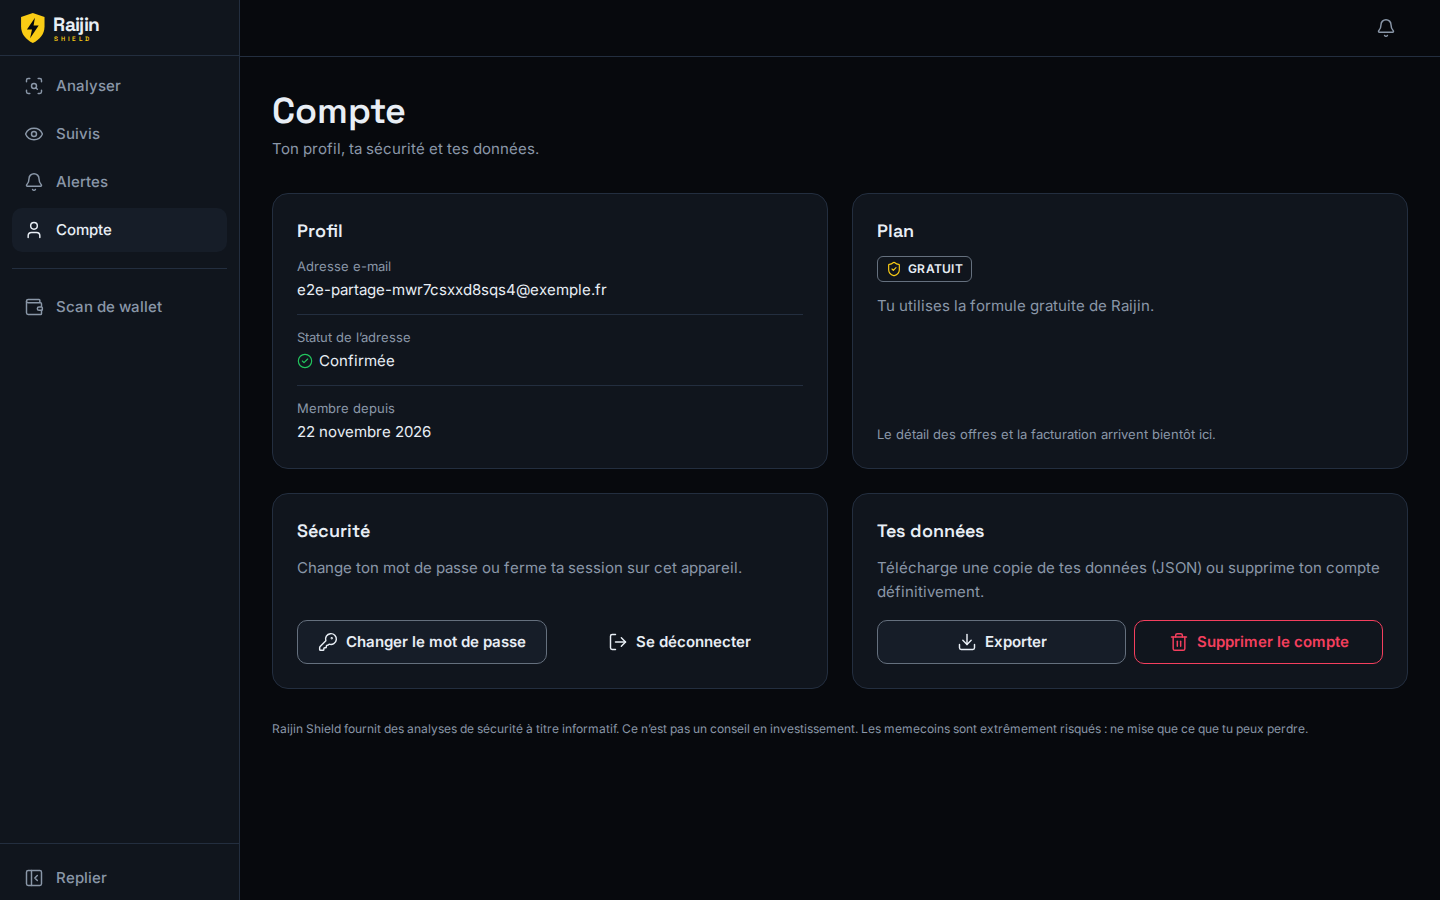 Raijin
SHIELD
Analyser
Suivis
Alertes
Compte
Scan de wallet
Replier
Compte
Ton profil, ta sécurité et tes données.
Profil
Adresse e-mail
e2e-partage-mwr7csxxd8sqs4@exemple.fr
Statut de l’adresse
Confirmée
Membre depuis
22 novembre 2026
Plan
GRATUIT
Tu utilises la formule gratuite de Raijin.
Le détail des offres et la facturation arrivent bientôt ici.
Sécurité
Change ton mot de passe ou ferme ta session sur cet appareil.
Changer le mot de passe
Se déconnecter
Tes données
Télécharge une copie de tes données (JSON) ou supprime ton compte
définitivement.
Exporter
Supprimer le compte
Raijin Shield fournit des analyses de sécurité à titre informatif. Ce n’est pas un conseil en investissement. Les memecoins sont extrêmement risqués : ne mise que ce que tu peux perdre.